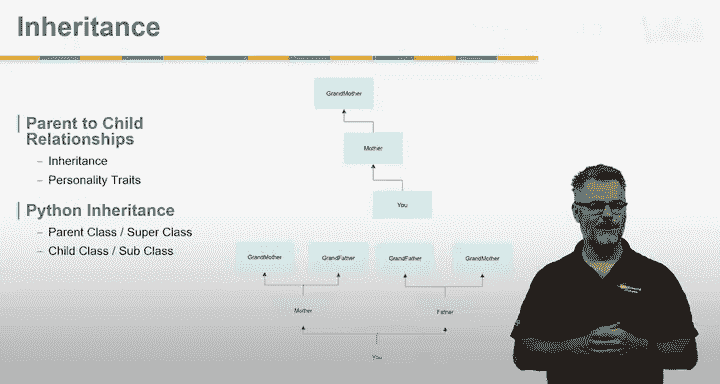 Inheritance
Parent to Child
Relationships
– Inheritance
– Personality Traits
Python Inheritance
– Parent Class / Super Class
– Child Class / Sub Class
GrandMother
Mother
You
GrandMother
GrandFather
GrandFather
GrandMother
Mother
Father
You